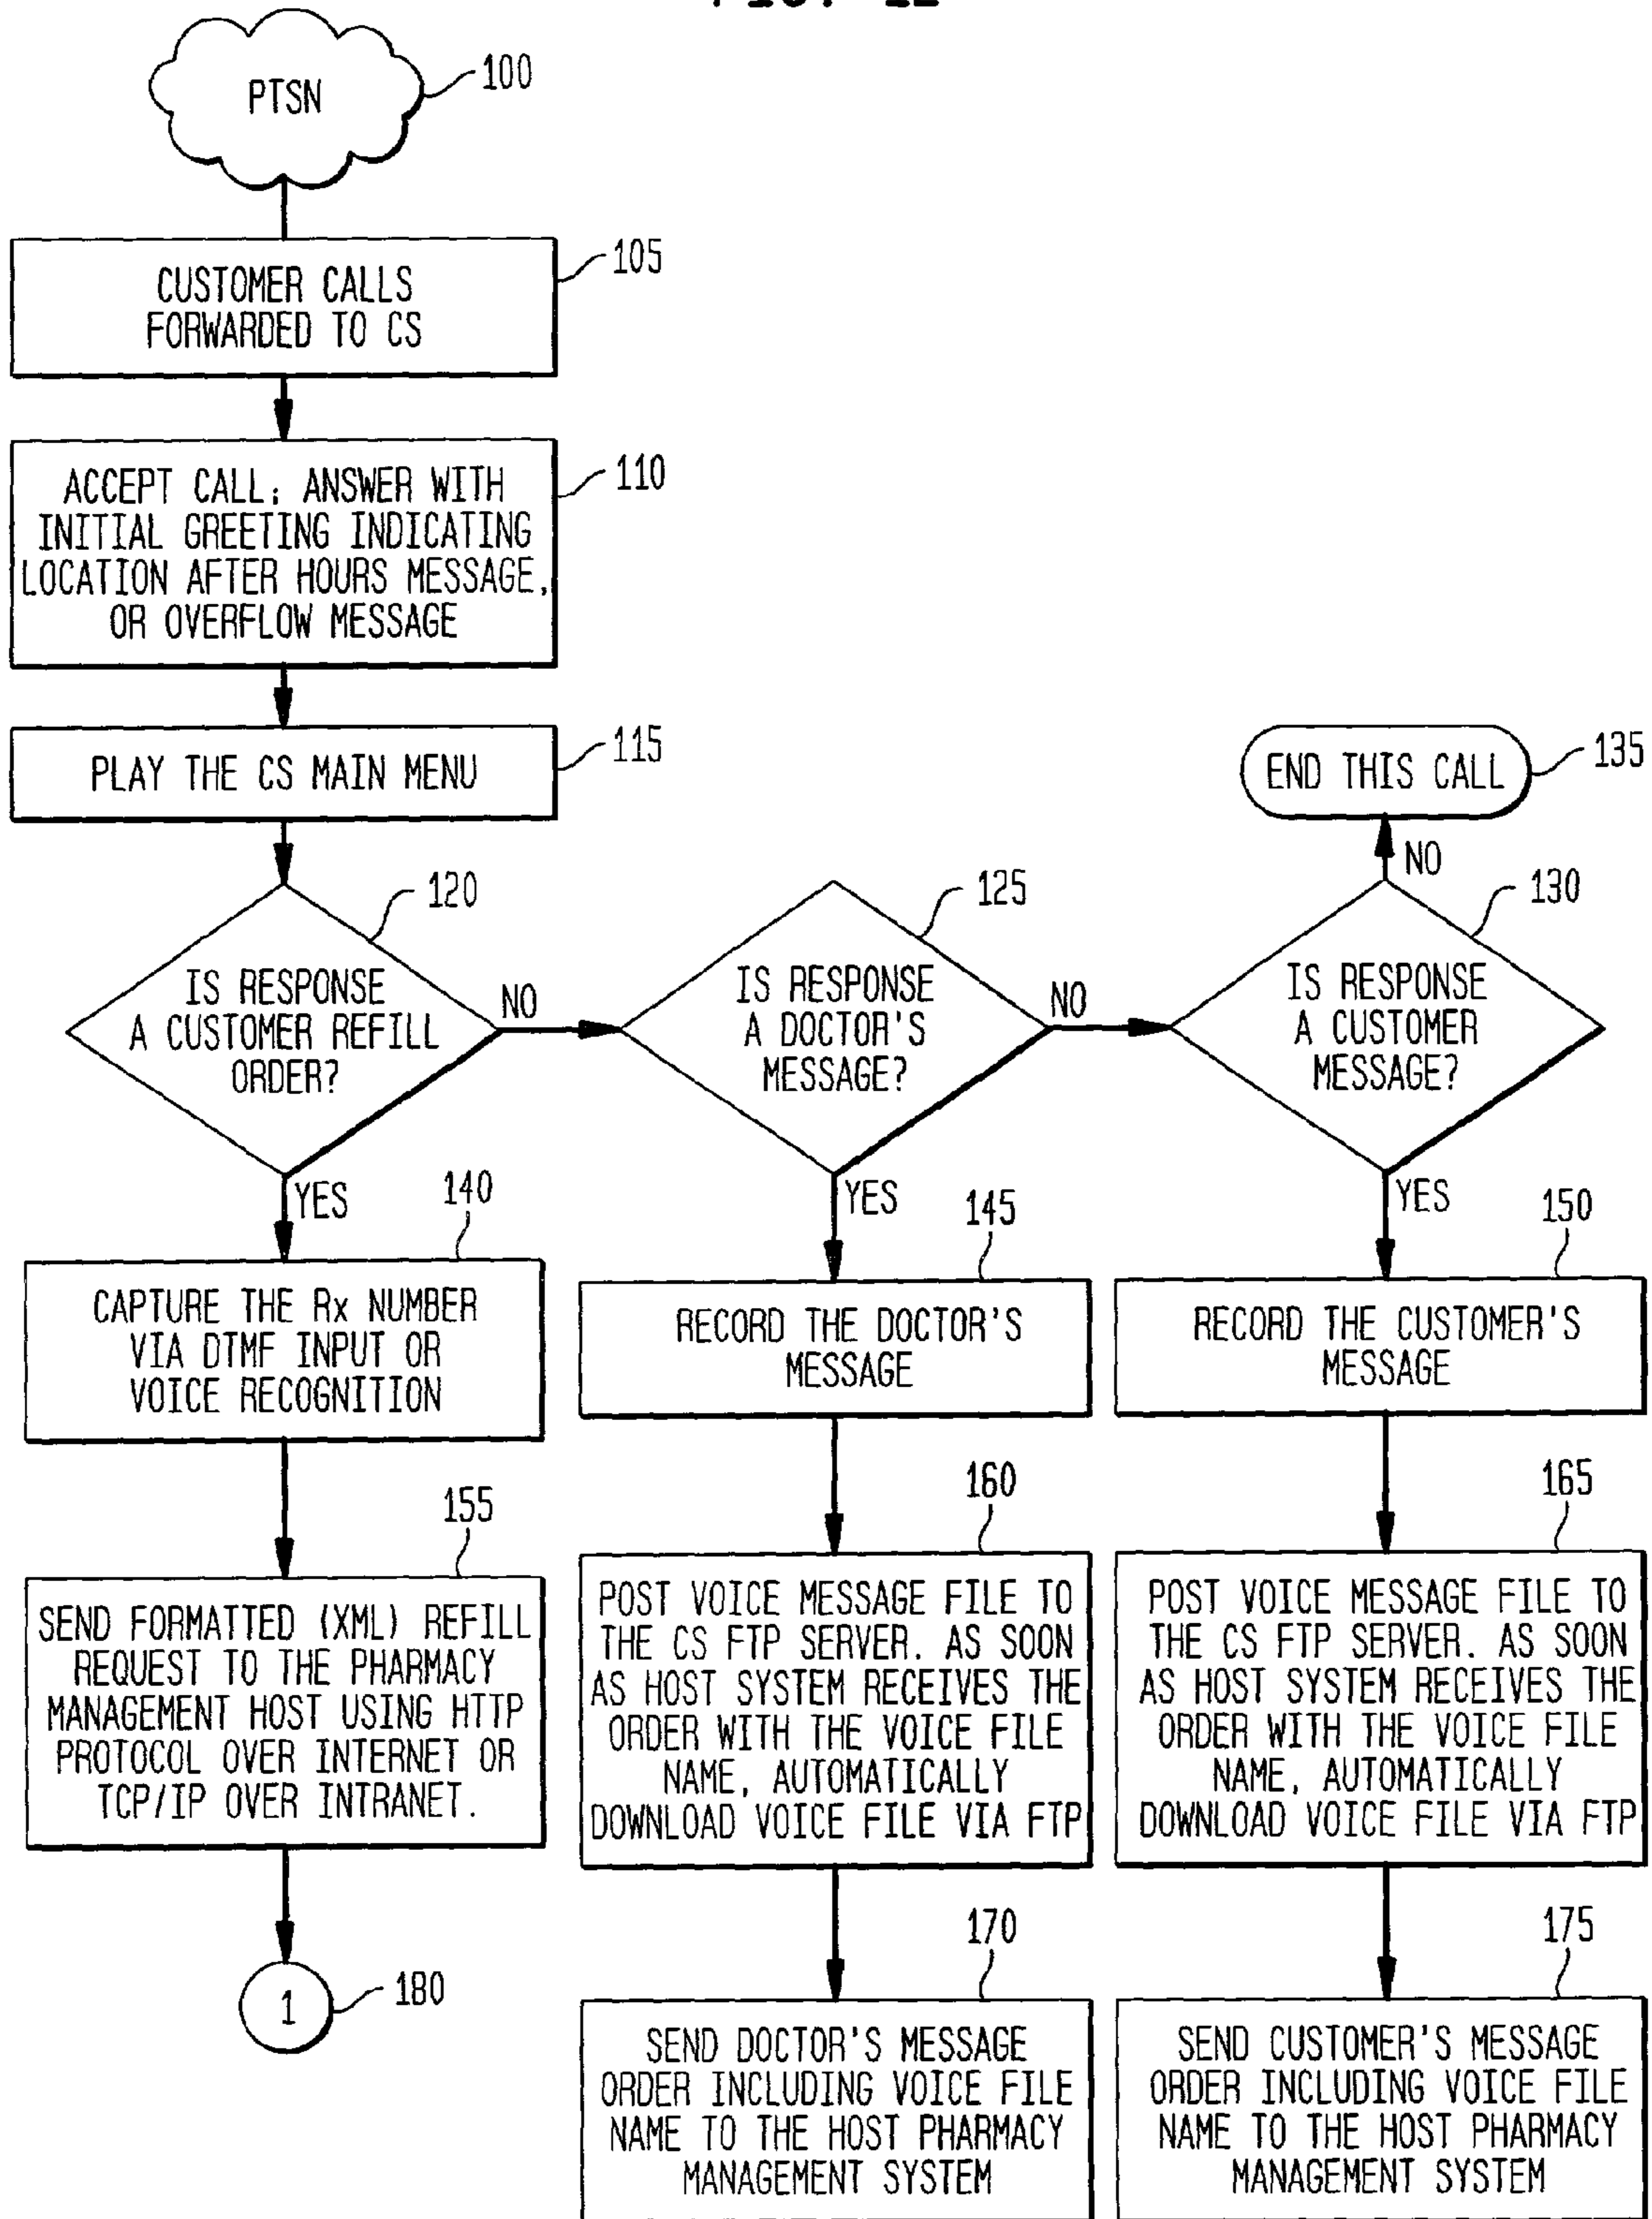 PTSN
100
CUSTOMER CALLS
FORWARDED TO CS
105
ACCEPT CALL; ANSWER WITH
INITIAL GREETING INDICATING
LOCATION AFTER HOURS MESSAGE,
OR OVERFLOW MESSAGE
110
PLAY THE CS MAIN MENU
115
END THIS CALL
135
NO
IS RESPONSE
A CUSTOMER REFILL
ORDER?
120
NO
IS RESPONSE
A DOCTOR'S
MESSAGE?
125
NO
IS RESPONSE
A CUSTOMER
MESSAGE?
130
YES
140
YES
145
YES
150
CAPTURE THE Rx NUMBER
VIA DTMF INPUT OR
VOICE RECOGNITION
RECORD THE DOCTOR'S
MESSAGE
RECORD THE CUSTOMER'S
MESSAGE
155
160
165
SEND FORMATTED (XML) REFILL
REQUEST TO THE PHARMACY
MANAGEMENT HOST USING HTTP
PROTOCOL OVER INTERNET OR
TCP/IP OVER INTRANET.
POST VOICE MESSAGE FILE TO
THE CS FTP SERVER. AS SOON
AS HOST SYSTEM RECEIVES THE
ORDER WITH THE VOICE FILE
NAME, AUTOMATICALLY
DOWNLOAD VOICE FILE VIA FTP
POST VOICE MESSAGE FILE TO
THE CS FTP SERVER. AS SOON
AS HOST SYSTEM RECEIVES THE
ORDER WITH THE VOICE FILE
NAME, AUTOMATICALLY
DOWNLOAD VOICE FILE VIA FTP
1
180
170
175
SEND DOCTOR'S MESSAGE
ORDER INCLUDING VOICE FILE
NAME TO THE HOST PHARMACY
MANAGEMENT SYSTEM
SEND CUSTOMER'S MESSAGE
ORDER INCLUDING VOICE FILE
NAME TO THE HOST PHARMACY
MANAGEMENT SYSTEM